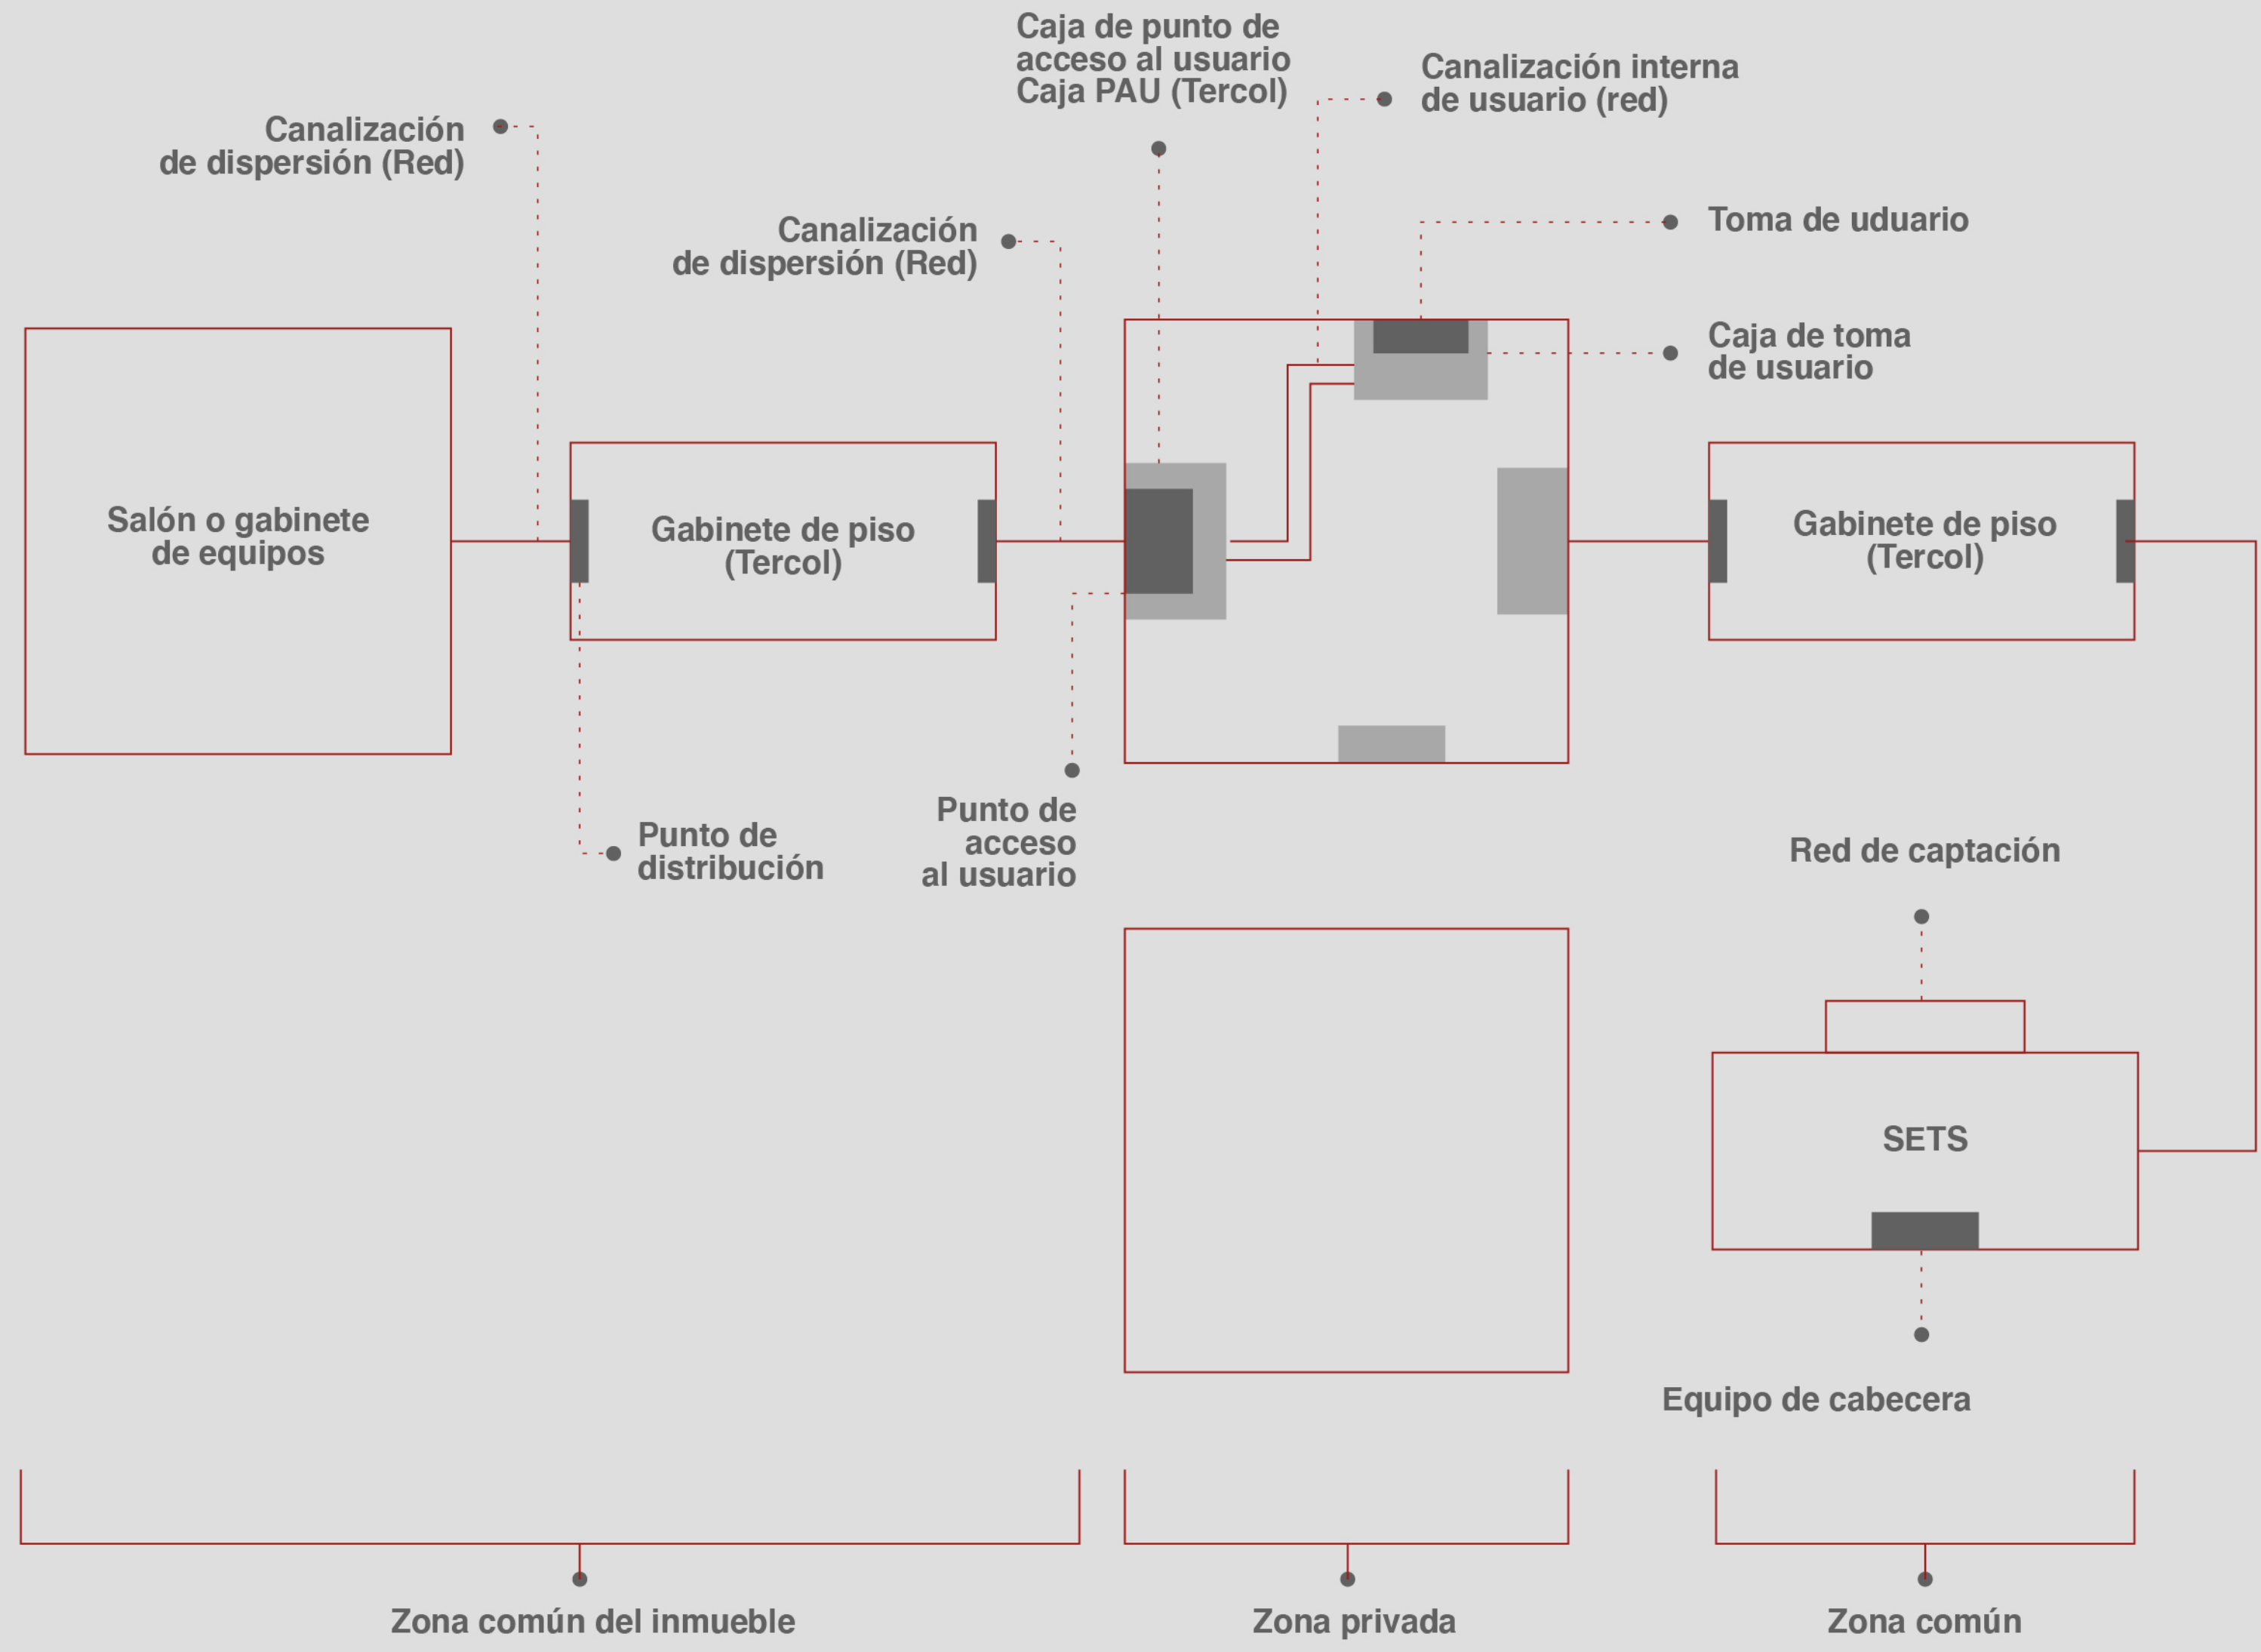 Caja de punto de
acceso al usuario
Caja PAU (Tercol)
Canalización interna
de usuario (red)
Canalización
de dispersión (Red)
Canalización
de dispersión (Red)
Toma de uduario
Caja de toma
de usuario
Salón o gabinete
de equipos
Gabinete de piso
(Tercol)
Gabinete de piso
(Tercol)
Punto de
distribución
Punto de
acceso
al usuario
Red de captación
SETS
Equipo de cabecera
Zona común del inmueble
Zona privada
Zona común